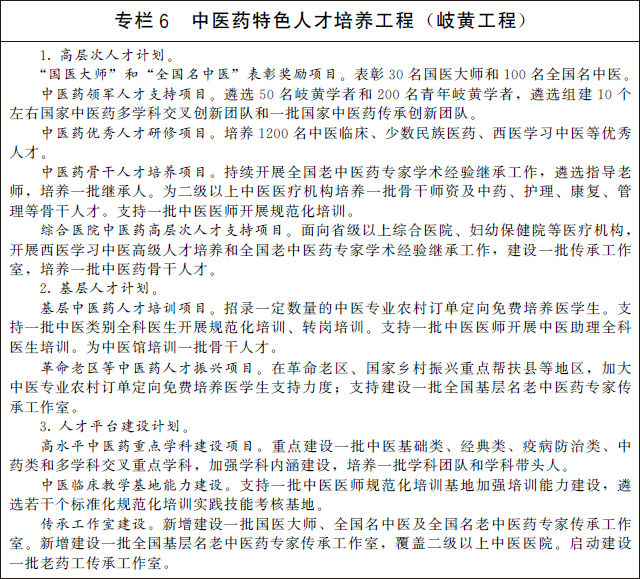 专栏6 中医药特色人才培养工程（岐黄工程）
1. 高层次人才计划。
“国医大师”和“全国名中医”表彰奖励项目。表彰30名国医大师和100名全国名中医。
中医药领军人才支持项目。遴选50名岐黄学者和200名青年岐黄学者，遴选组建10个
左右国家中医药多学科交叉创新团队和一批国家中医药传承创新团队。
中医药优秀人才研修项目。培养1200名中医临床、少数民族医药、西医学习中医等优秀
人才。
中医药骨干人才培养项目。持续开展全国老中医药专家学术经验继承工作，遴选指导老
师，培养一批继承人。为二级以上中医医疗机构培养一批骨干师资及中药、护理、康复、管
理等骨干人才。支持一批中医医师开展规范化培训。
综合医院中医药高层次人才支持项目。面向省级以上综合医院、妇幼保健院等医疗机构，
开展西医学习中医高级人才培养和全国老中医药专家学术经验继承工作，建设一批传承工作
室，培养一批中医药骨干人才。
2. 基层人才计划。
基层中医药人才培训项目。招录一定数量的中医专业农村订单定向免费培养医学生。支
持一批中医类别全科医生开展规范化培训、转岗培训。支持一批中医医师开展中医助理全科
医生培训。为中医馆培训一批骨干人才。
革命老区等中医药人才振兴项目。在革命老区、国家乡村振兴重点帮扶县等地区，加大
中医专业农村订单定向免费培养医学生支持力度；支持建设一批全国基层名老中医药专家传
承工作室。
3. 人才平台建设计划。
高水平中医药重点学科建设项目。重点建设一批中医基础类、经典类、疫病防治类、中
药类和多学科交叉重点学科，加强学科内涵建设，培养一批学科团队和学科带头人。
中医临床教学基地能力建设。支持一批中医医师规范化培训基地加强培训能力建设，遴
选若干个标准化规范化培训实践技能考核基地。
传承工作室建设。新增建设一批国医大师、全国名中医及全国名老中医药专家传承工作
室。新增建设一批全国基层名老中医药专家传承工作室，覆盖二级以上中医医院。启动建设
一批老药工传承工作室。